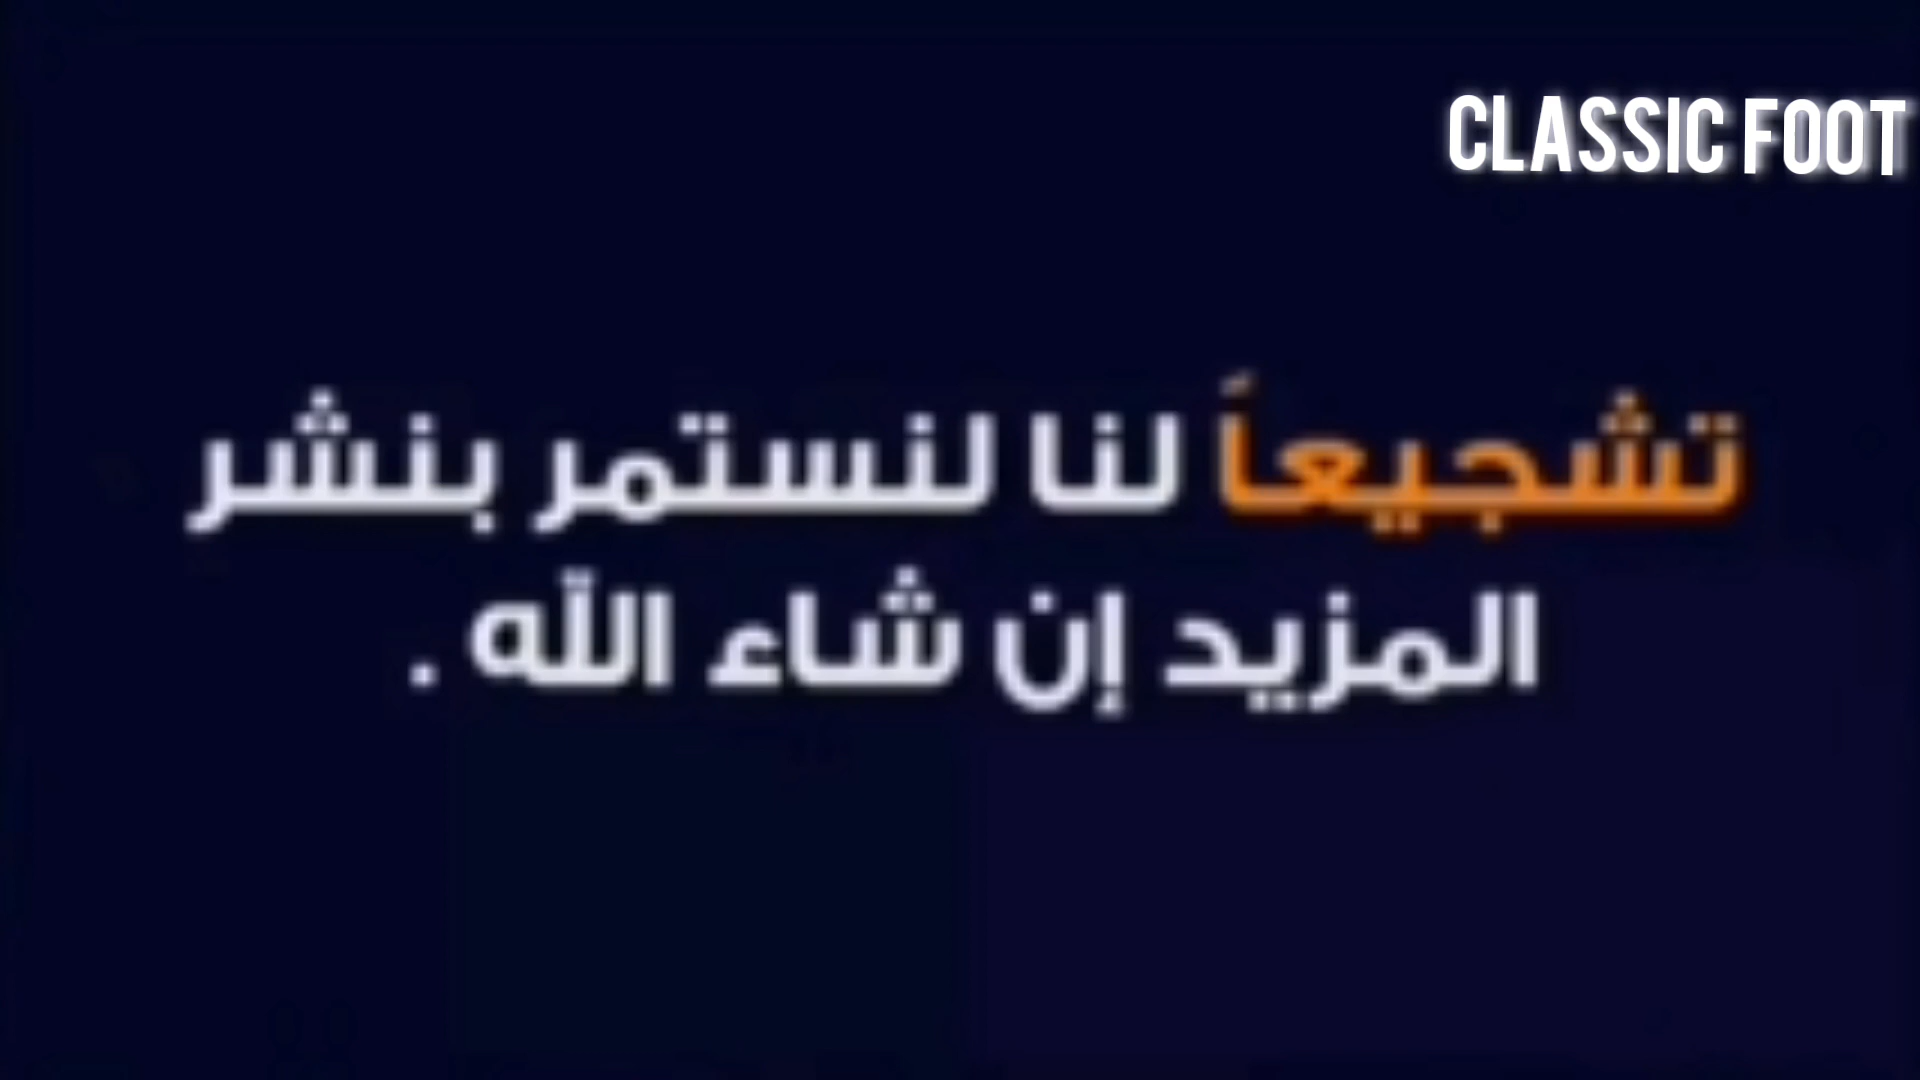 CLASSIC FOOT
تشجيعاً لنا لنستمر بنشر
المزيد إن شاء الله .